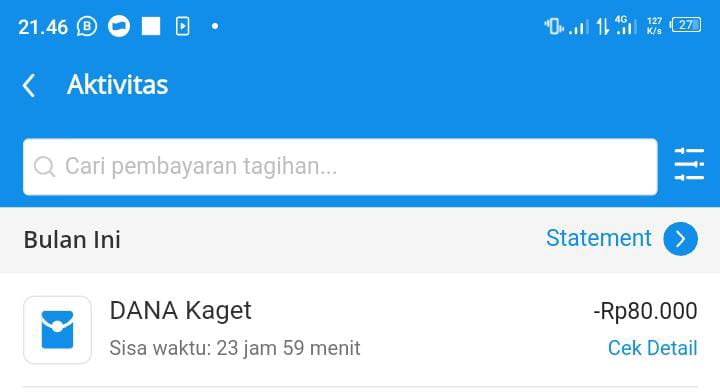 21.46
4G
127
K/s
27
Aktivitas
Cari pembayaran tagihan...
Bulan Ini
Statement
DANA Kaget
-Rp80.000
Sisa waktu: 23 jam 59 menit
Cek Detail